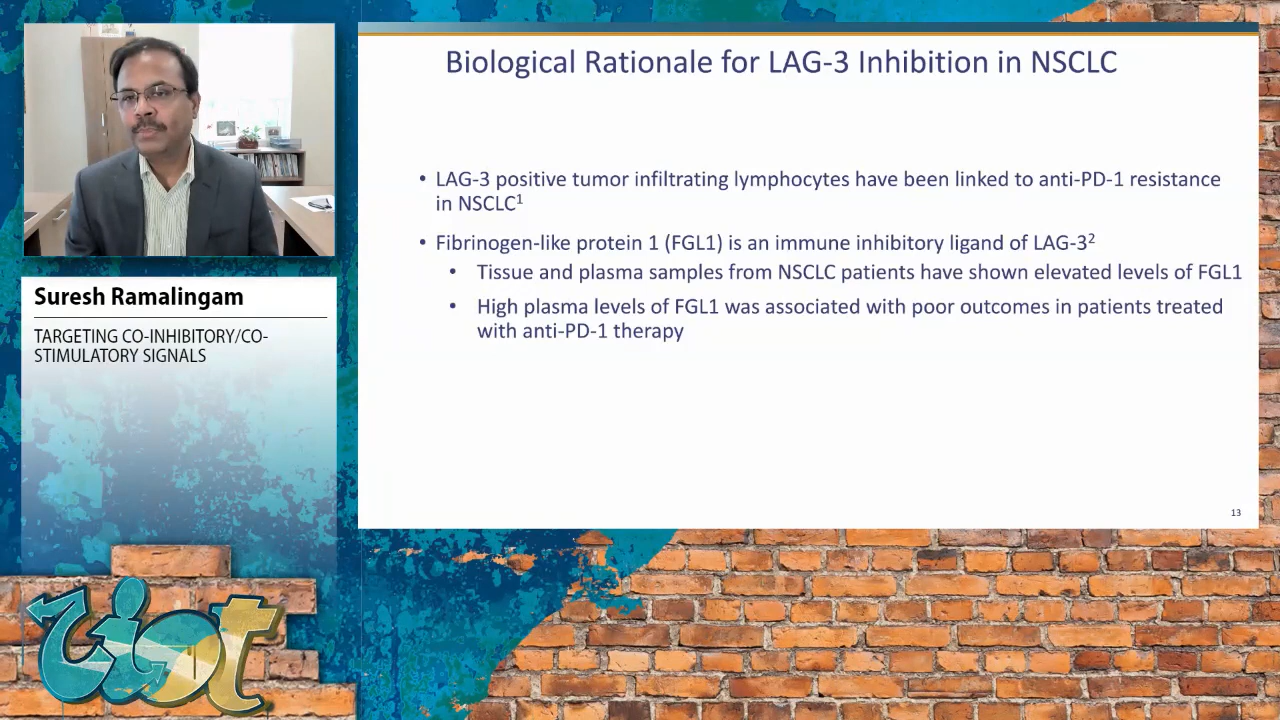 Biological Rationale for LAG-3 Inhibition in NSCLC
• LAG-3 positive tumor infiltrating lymphocytes have been linked to anti-PD-1 resistance
in NSCLC¹
• Fibrinogen-like protein 1 (FGL1) is an immune inhibitory ligand of LAG-3²
• Tissue and plasma samples from NSCLC patients have shown elevated levels of FGL1
• High plasma levels of FGL1 was associated with poor outcomes in patients treated
with anti-PD-1 therapy
13
Suresh Ramalingam
TARGETING CO-INHIBITORY/CO-
STIMULATORY SIGNALS